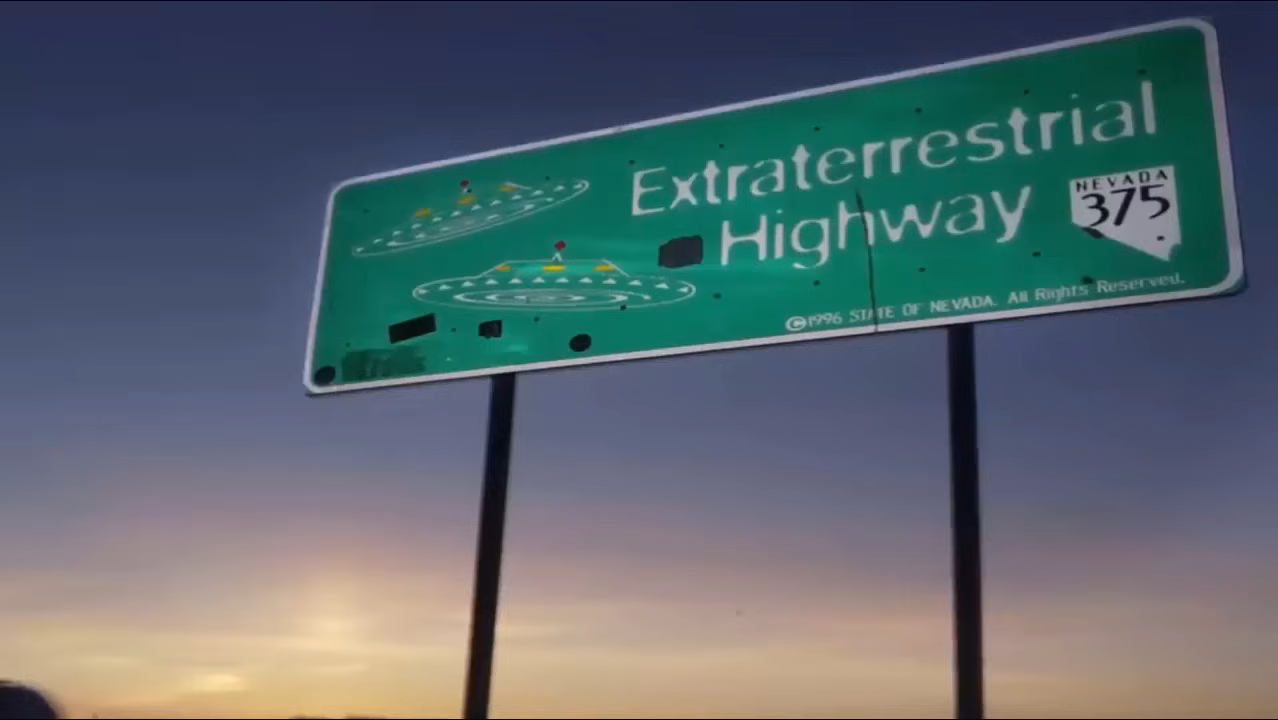 Extraterrestrial
Highway
NEVADA
375
©1996 STATE OF NEVADA. All Rights Reserved.